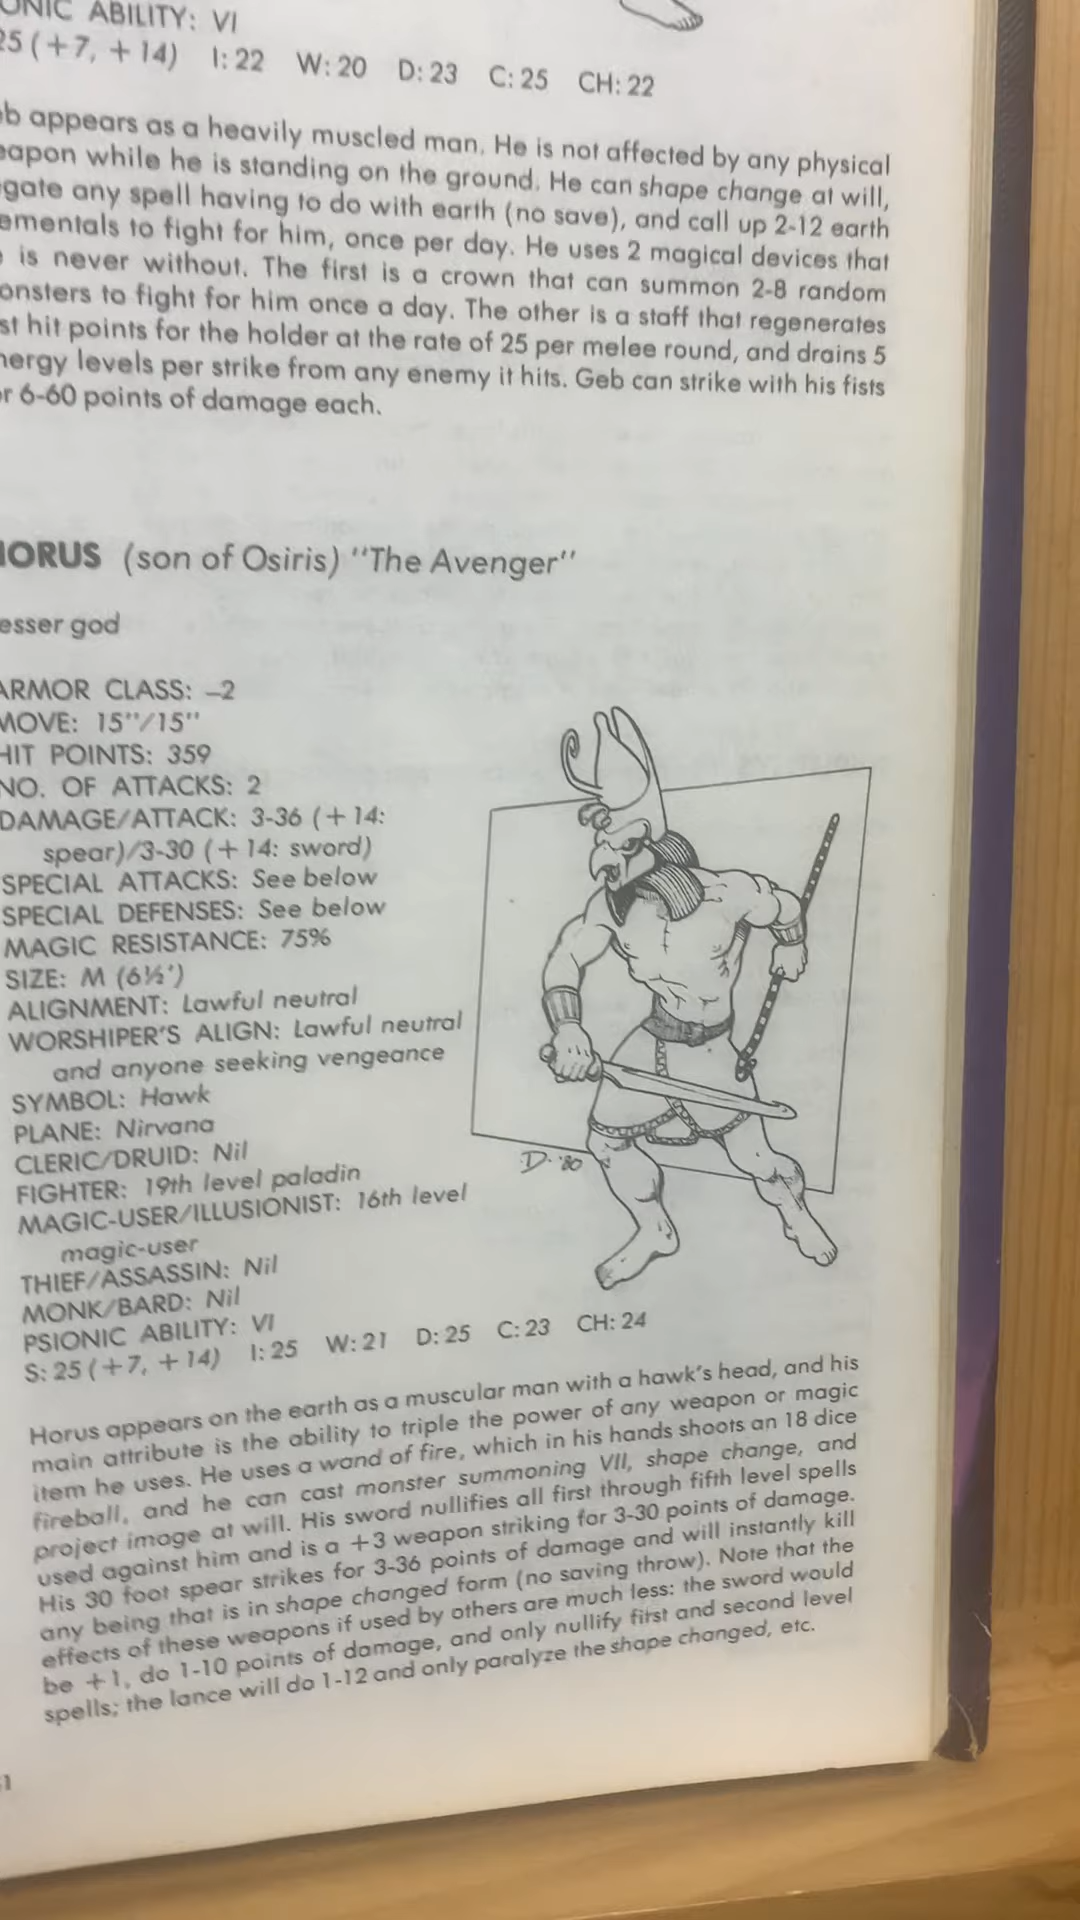 ONIC ABILITY: VI
25 (+7, +14) I: 22 W: 20 D: 23 C: 25 CH: 22
b appears as a heavily muscled man. He is not affected by any physical
eapon while he is standing on the ground. He can shape change at will,
gate any spell having to do with earth (no save), and call up 2-12 earth
ementals to fight for him, once per day. He uses 2 magical devices that
is never without. The first is a crown that can summon 2-8 random
onsters to fight for him once a day. The other is a staff that regenerates
st hit points for the holder at the rate of 25 per melee round, and drains 5
nergy levels per strike from any enemy it hits. Geb can strike with his fists
r 6-60 points of damage each.
HORUS (son of Osiris) "The Avenger"
esser god
ARMOR CLASS: –2
MOVE: 15"/15"
HIT POINTS: 359
NO. OF ATTACKS: 2
DAMAGE/ATTACK: 3-36 (+14:
spear)/3-30 (+14: sword)
SPECIAL ATTACKS: See below
SPECIAL DEFENSES: See below
MAGIC RESISTANCE: 75%
SIZE: M (6½')
ALIGNMENT: Lawful neutral
WORSHIPER'S ALIGN: Lawful neutral
and anyone seeking vengeance
SYMBOL: Hawk
PLANE: Nirvana
CLERIC/DRUID: Nil
FIGHTER: 19th level paladin
MAGIC-USER/ILLUSIONIST: 16th level
magic-user
THIEF/ASSASSIN: Nil
MONK/BARD: Nil
PSIONIC ABILITY: VI
S: 25 (+7, +14) I: 25 W: 21 D: 25 C: 23 CH: 24
D. '80
Horus appears on the earth as a muscular man with a hawk's head, and his
main attribute is the ability to triple the power of any weapon or magic
item he uses. He uses a wand of fire, which in his hands shoots an 18 dice
fireball, and he can cast monster summoning VII, shape change, and
project image at will. His sword nullifies all first through fifth level spells
used against him and is a +3 weapon striking for 3-30 points of damage.
His 30 foot spear strikes for 3-36 points of damage and will instantly kill
any being that is in shape changed form (no saving throw). Note that the
effects of these weapons if used by others are much less: the sword would
be +1, do 1-10 points of damage, and only nullify first and second level
spells; the lance will do 1-12 and only paralyze the shape changed, etc.